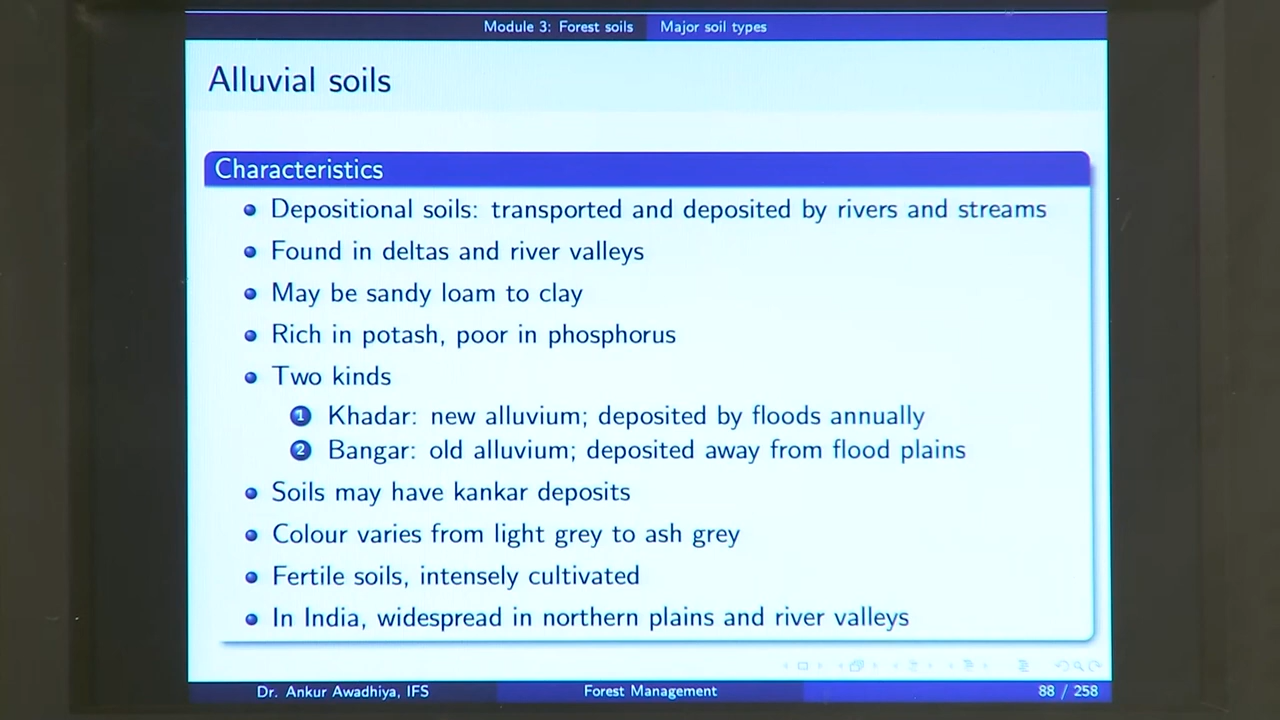 Module 3: Forest soils Major soil types
Alluvial soils
Characteristics
Depositional soils: transported and deposited by rivers and streams
Found in deltas and river valleys
May be sandy loam to clay
Rich in potash, poor in phosphorus
Two kinds
1 Khadar: new alluvium; deposited by floods annually
2 Bangar: old alluvium; deposited away from flood plains
Soils may have kankar deposits
Colour varies from light grey to ash grey
Fertile soils, intensely cultivated
In India, widespread in northern plains and river valleys
Dr. Ankur Awadhiya, IFS Forest Management 88 / 258